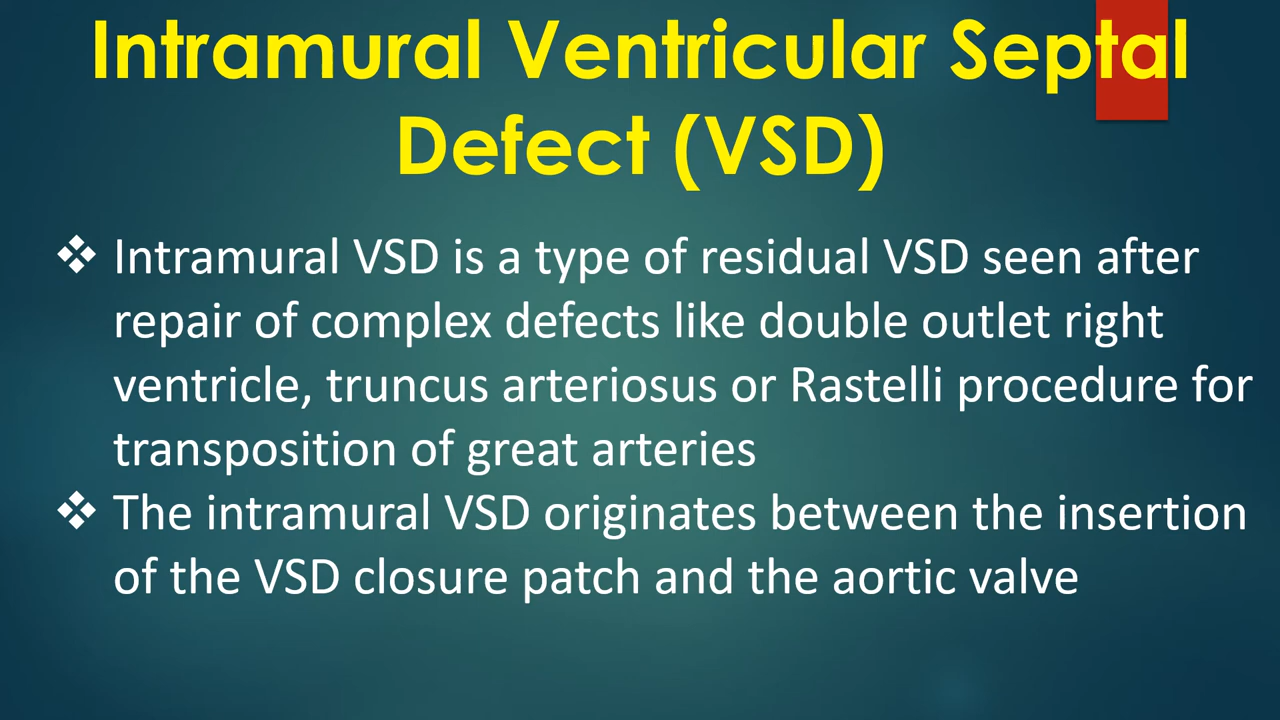 Intramural Ventricular Septal
Defect (VSD)
❖ Intramural VSD is a type of residual VSD seen after
repair of complex defects like double outlet right
ventricle, truncus arteriosus or Rastelli procedure for
transposition of great arteries
❖ The intramural VSD originates between the insertion
of the VSD closure patch and the aortic valve